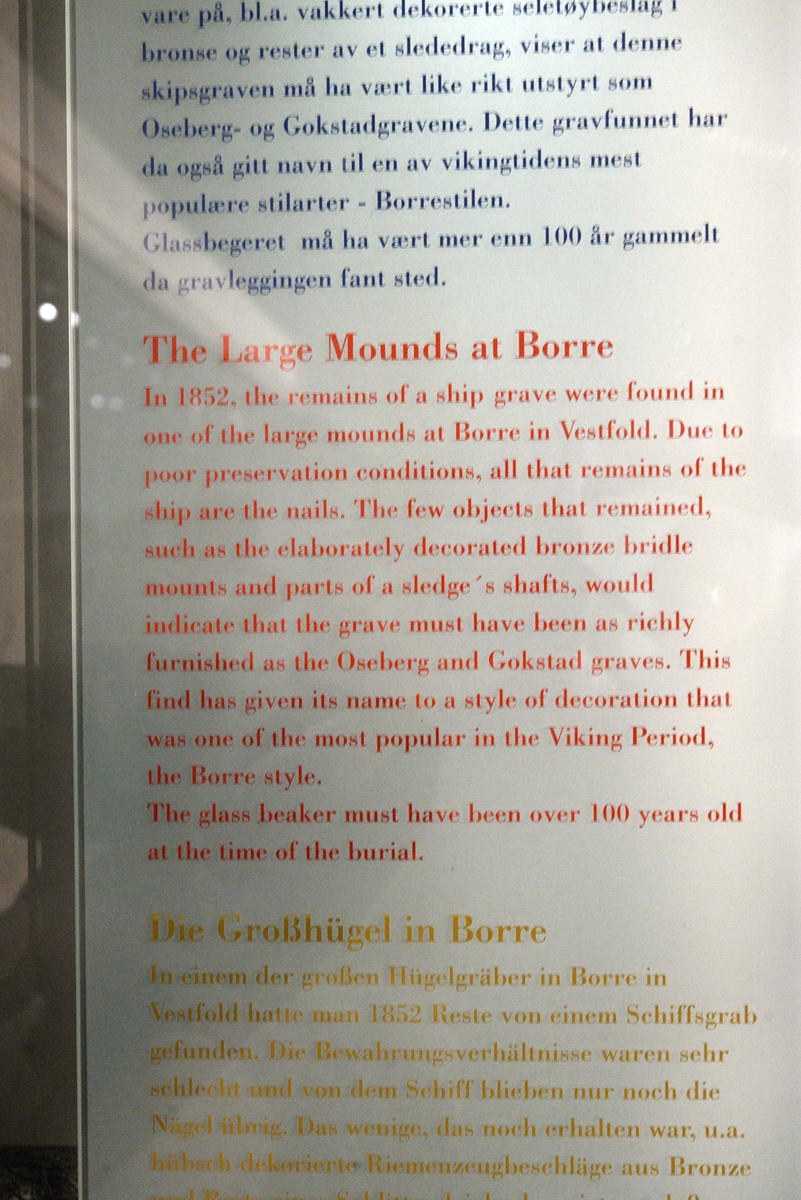 vare på, bl.a. vakkert dekorerte seletøybeslag i
bronse og rester av et slededrag, viser at denne
skipsgraven må ha vært like rikt utstyrt som
Oseberg- og Gokstadgravene. Dette gravfunnet har
da også gitt navn til en av vikingtidens mest
populære stilarter - Borrestilen.
Glassbegeret må ha vært mer enn 100 år gammelt
da gravleggingen fant sted.
The Large Mounds at Borre
In 1852, the remains of a ship grave were found in
one of the large mounds at Borre in Vestfold. Due to
poor preservation conditions, all that remains of the
ship are the nails. The few objects that remained,
such as the elaborately decorated bronze bridle
mounts and parts of a sledge´s shafts, would
indicate that the grave must have been as richly
furnished as the Oseberg and Gokstad graves. This
find has given its name to a style of decoration that
was one of the most popular in the Viking Period,
the Borre style.
The glass beaker must have been over 100 years old
at the time of the burial.
Die Großhügel in Borre
In einem der großen Hügelgräber in Borre in
Vestfold hatte man 1852 Reste von einem Schiffsgrab
gefunden. Die Bewahrungsverhältnisse waren sehr
schlecht und von dem Schiff blieben nur noch die
Nägel übrig. Das wenige, das noch erhalten war, u.a.
hübsch dekorierte Riemenzeugbeschläge aus Bronze